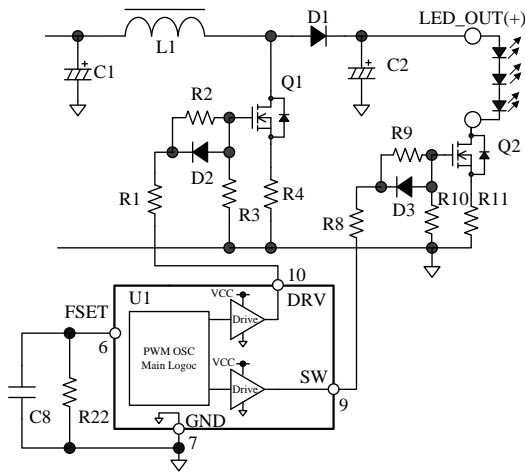 LED_OUT(+)
D1
L1
C1
C2
Q1
R2
R9
Q2
D2
R1
R3
R4
D3
R8
R10
R11
10
U1
DRV
VCC
FSET
Drive
6
PWM OSC
Main Logoc
VCC
SW
Drive
9
C8
R22
GND
7